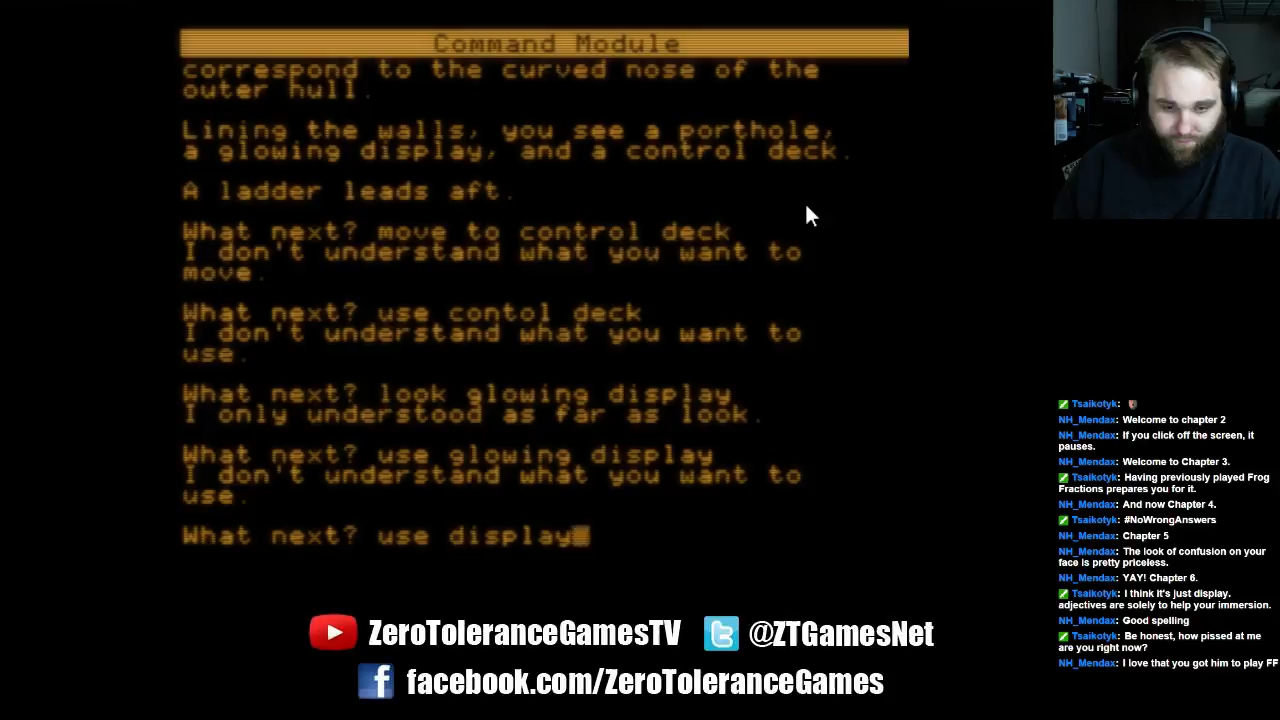 Command Module
correspond to the curved nose of the
outer hull.
Lining the walls, you see a porthole,
a glowing display, and a control deck.
A ladder leads aft.
What next? move to control deck
I don't understand what you want to
move.
What next? use contol deck
I don't understand what you want to
use.
What next? look glowing display
I only understood as far as look.
What next? use glowing display
I don't understand what you want to
use.
What next? use display
Tsaikotyk:
NH_Mendax: Welcome to chapter 2
NH_Mendax: If you click off the screen, it
pauses.
NH_Mendax: Welcome to Chapter 3.
Tsaikotyk: Having previously played Frog
Fractions prepares you for it.
NH_Mendax: And now Chapter 4.
Tsaikotyk: #NoWrongAnswers
NH_Mendax: Chapter 5
NH_Mendax: The look of confusion on your
face is pretty priceless.
NH_Mendax: YAY! Chapter 6.
Tsaikotyk: I think it's just display.
adjectives are solely to help your immersion.
NH_Mendax: Good spelling
Tsaikotyk: Be honest, how pissed at me
are you right now?
NH_Mendax: I love that you got him to play FF
ZeroToleranceGamesTV
@ZTGamesNet
facebook.com/ZeroToleranceGames